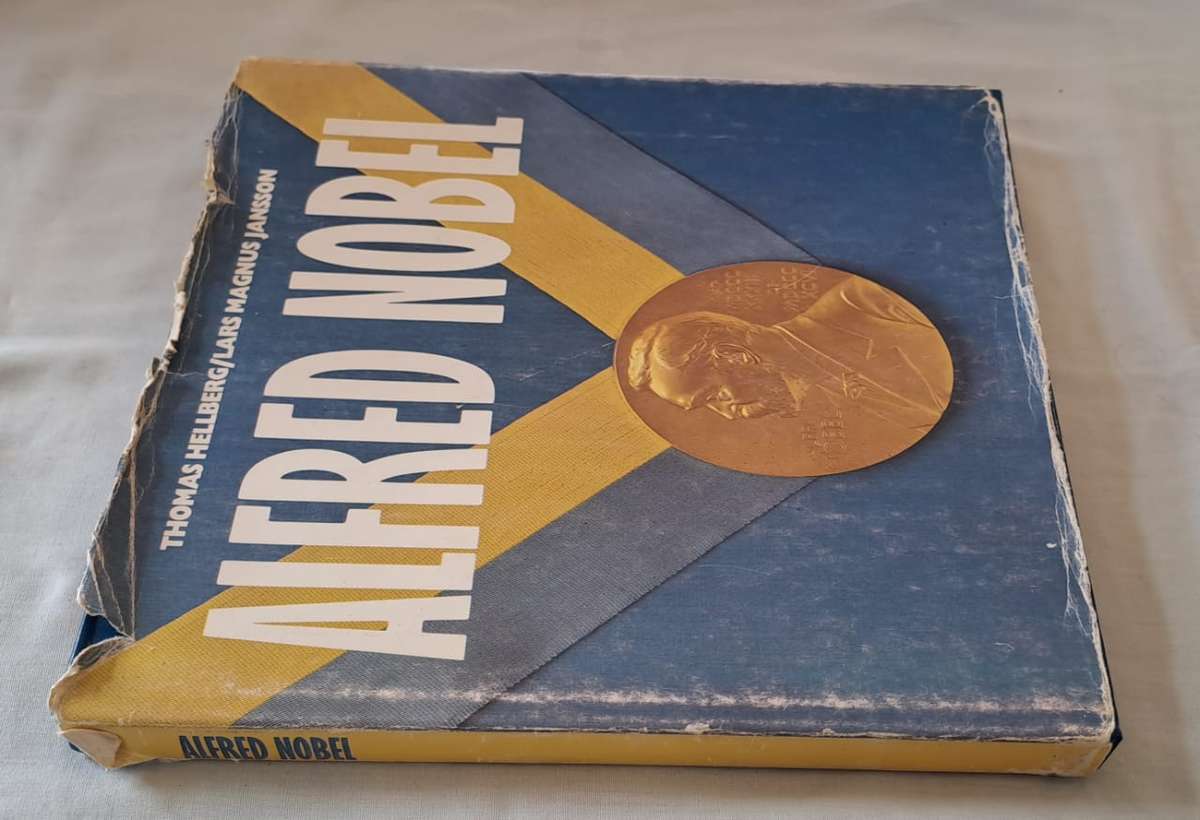 THOMAS HELLBERG/LARS MAGNUS JANSSON
ALFRED NOBEL
ALFRED NOBEL